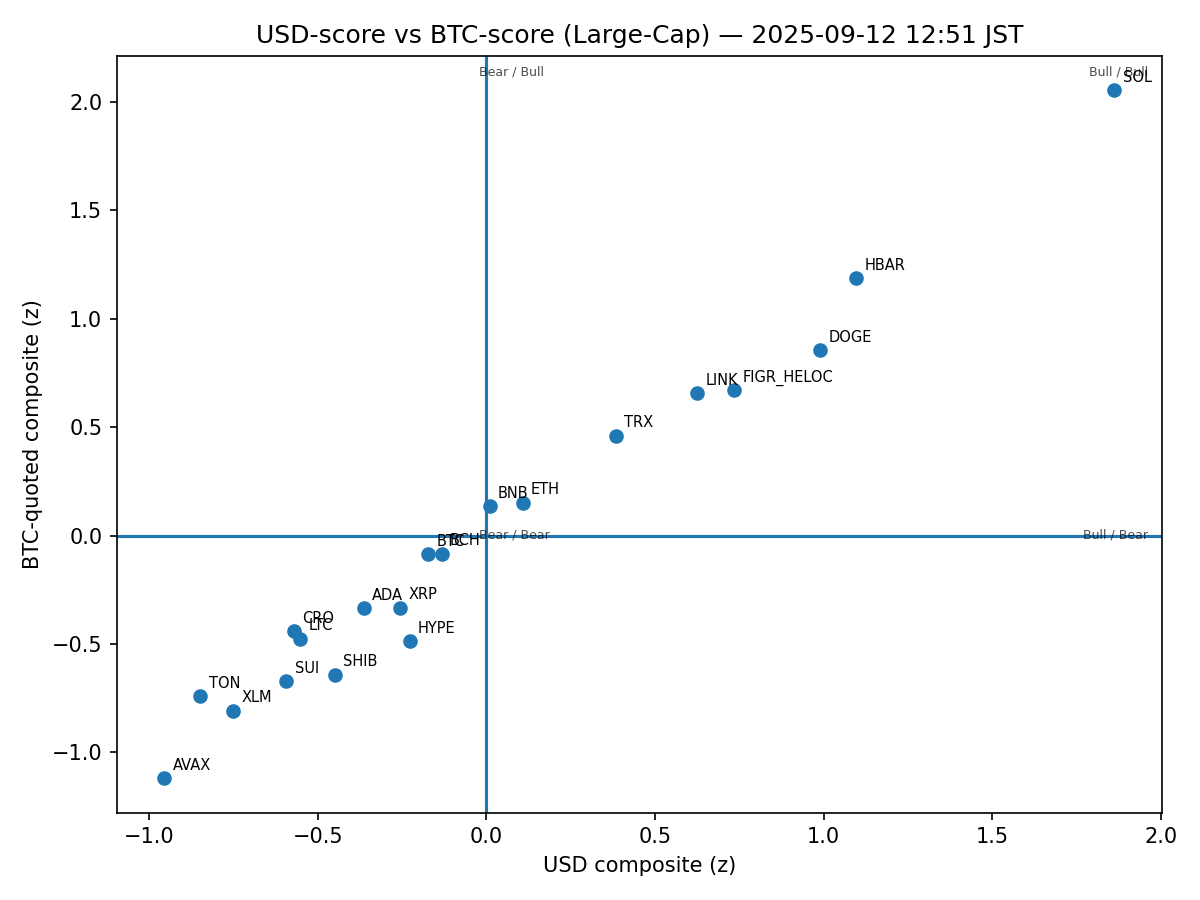 USD-score vs BTC-score (Large-Cap) — 2025-09-12 12:51 JST
Bear / Bull
Bull / Bull
SOL
HBAR
DOGE
LINK
FIGR_HELOC
TRX
BNB
ETH
Bear / Bear
Bull / Bear
BTC
BCH
ADA
XRP
CRO
LTC
HYPE
SUI
SHIB
TON
XLM
AVAX
2.0
1.5
1.0
0.5
0.0
−0.5
−1.0
BTC-quoted composite (z)
−1.0
−0.5
0.0
0.5
1.0
1.5
2.0
USD composite (z)